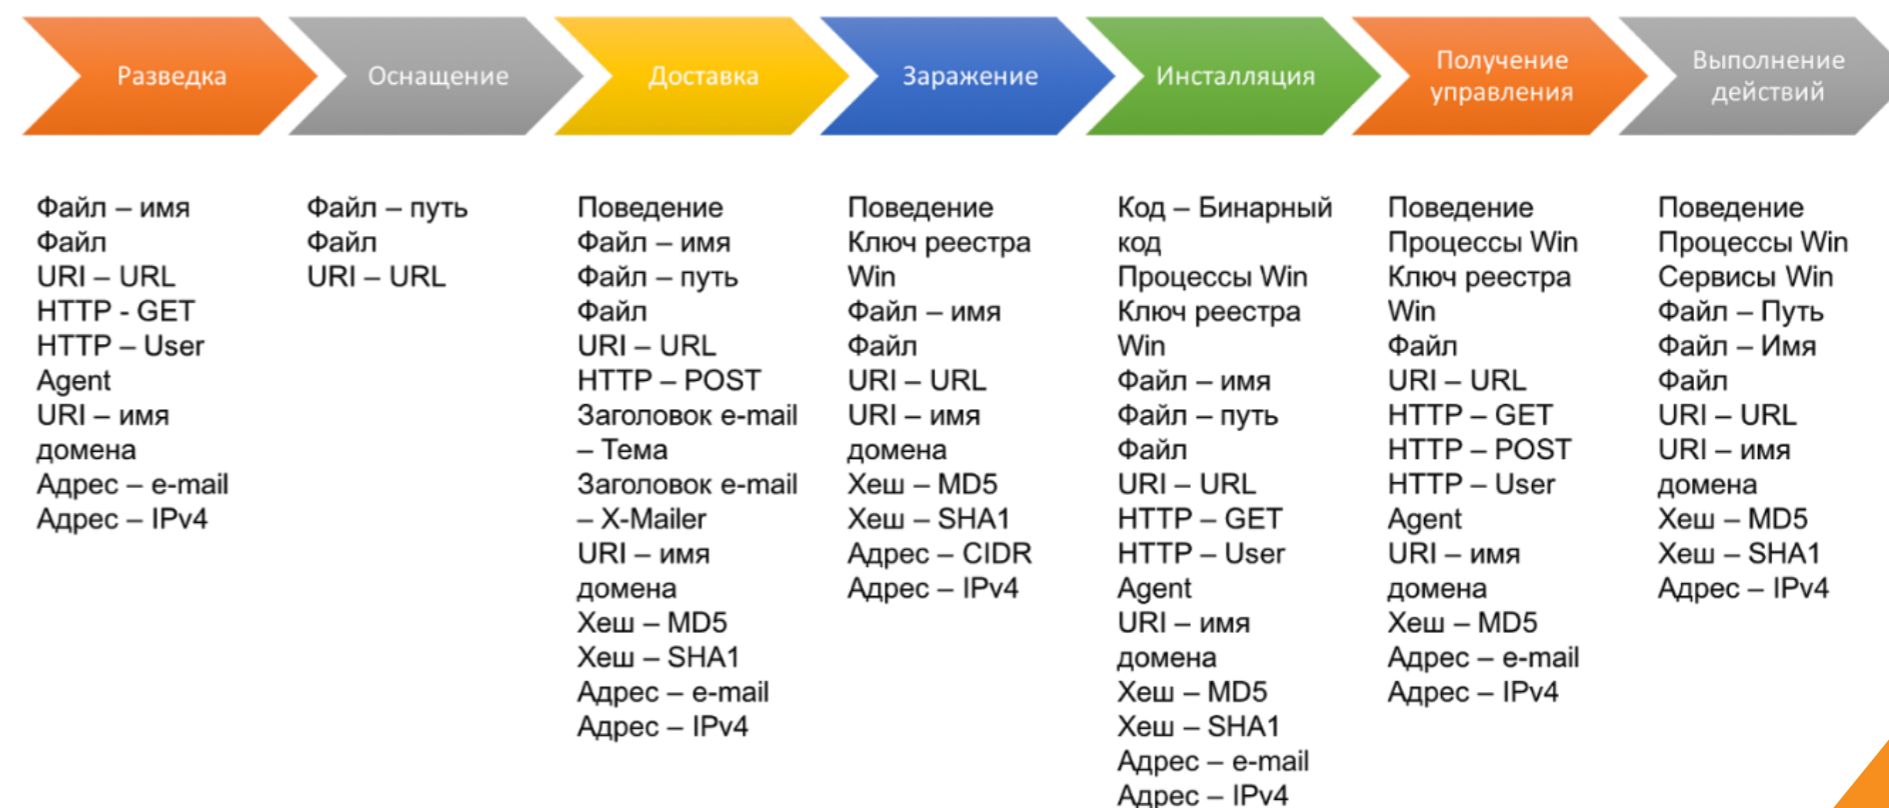 Разведка
Оснащение
Доставка
Заражение
Инсталляция
Получение
управления
Выполнение
действий
Файл – имя
Файл
URI – URL
HTTP - GET
HTTP – User
Agent
URI – имя
домена
Адрес – e-mail
Адрес – IPv4
Файл – путь
Файл
URI – URL
Поведение
Файл – имя
Файл – путь
Файл
URI – URL
HTTP – POST
Заголовок e-mail
– Тема
Заголовок e-mail
– X-Mailer
URI – имя
домена
Хеш – MD5
Хеш – SHA1
Адрес – e-mail
Адрес – IPv4
Поведение
Ключ реестра
Win
Файл – имя
Файл
URI – URL
URI – имя
домена
Хеш – MD5
Хеш – SHA1
Адрес – CIDR
Адрес – IPv4
Код – Бинарный
код
Процессы Win
Ключ реестра
Win
Файл – имя
Файл – путь
Файл
URI – URL
HTTP – GET
HTTP – User
Agent
URI – имя
домена
Хеш – MD5
Хеш – SHA1
Адрес – e-mail
Адрес – IPv4
Поведение
Процессы Win
Ключ реестра
Win
Файл
URI – URL
HTTP – GET
HTTP – POST
HTTP – User
Agent
URI – имя
домена
Хеш – MD5
Адрес – e-mail
Адрес – IPv4
Поведение
Процессы Win
Сервисы Win
Файл – Путь
Файл – Имя
Файл
URI – URL
URI – имя
домена
Хеш – MD5
Хеш – SHA1
Адрес – IPv4